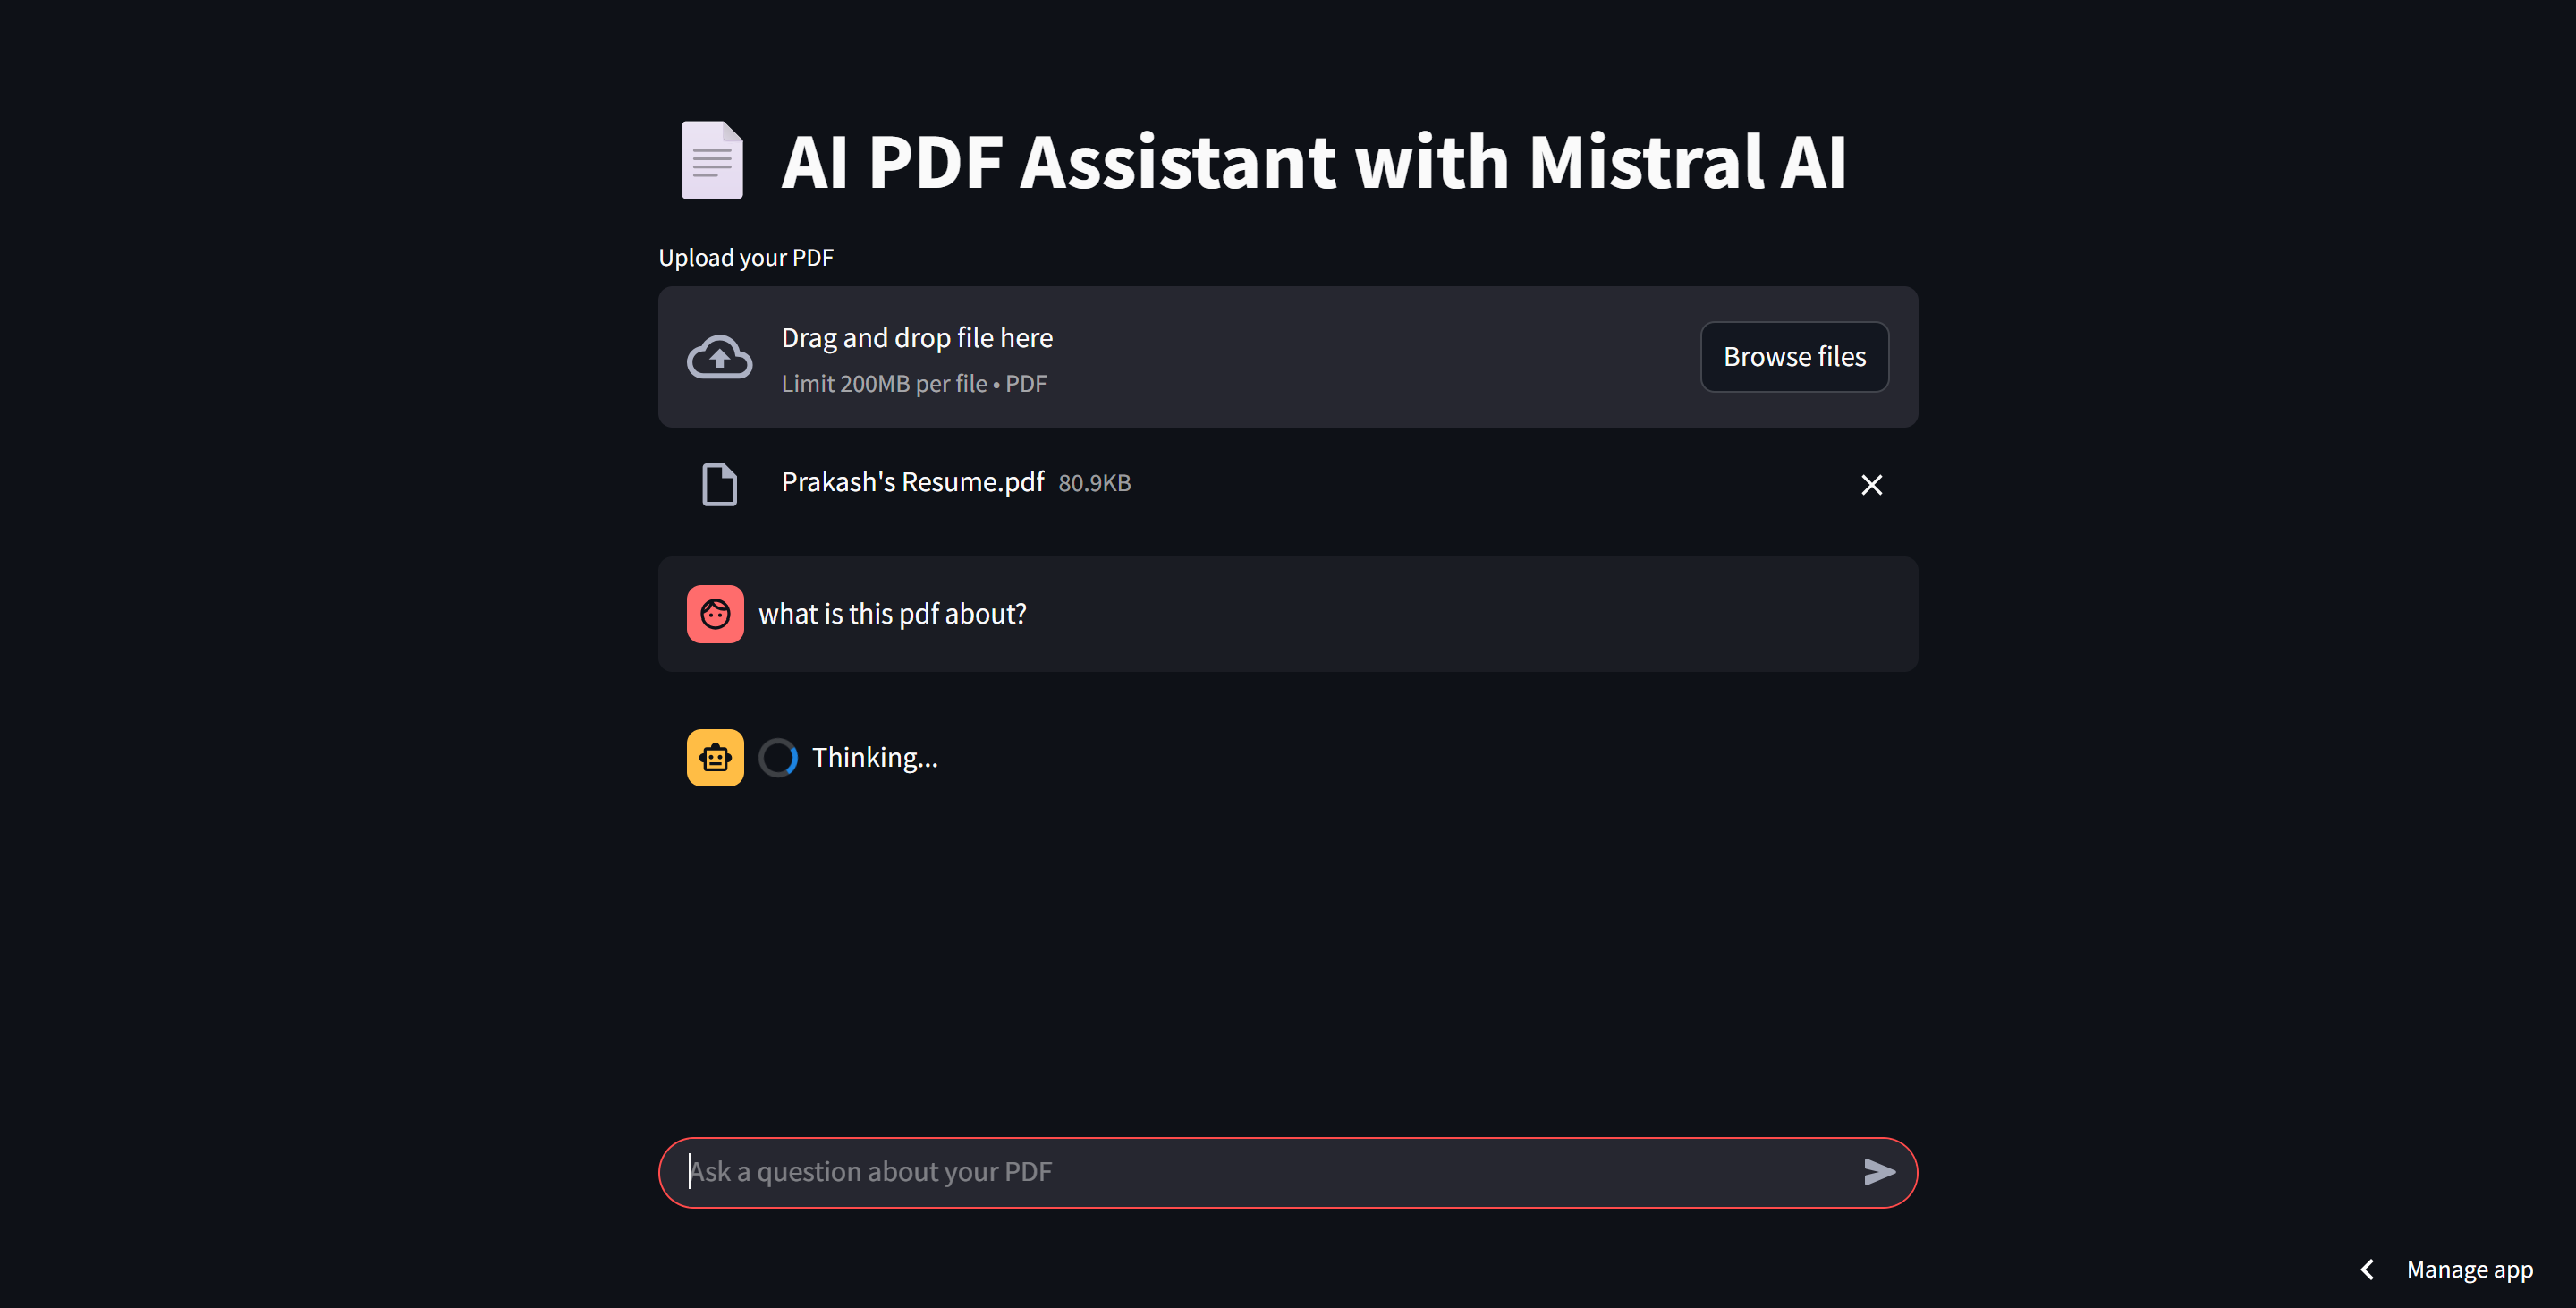 AI PDF Assistant with Mistral AI
Upload your PDF
Drag and drop file here
Limit 200MB per file • PDF
Browse files
Prakash's Resume.pdf 80.9KB
what is this pdf about?
Thinking...
Ask a question about your PDF
Manage app